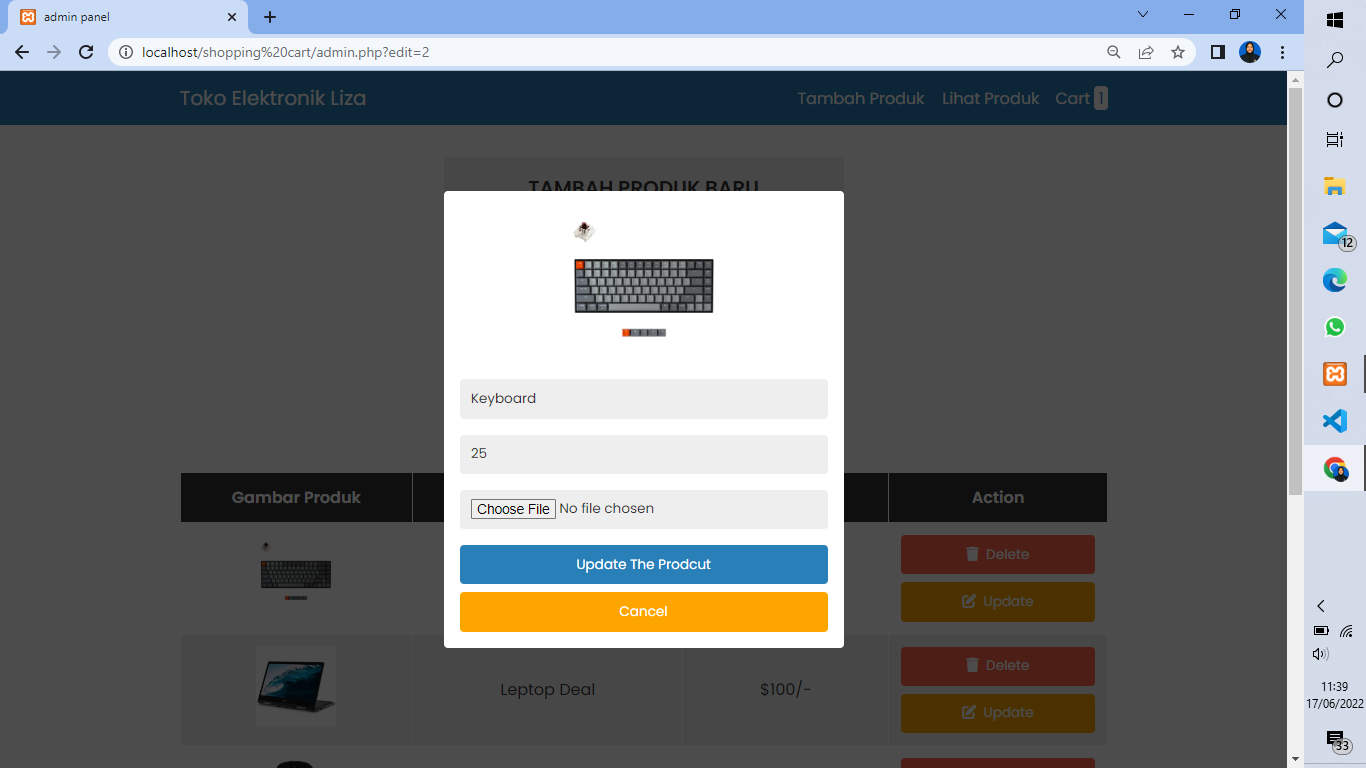 admin panel
localhost/shopping%20cart/admin.php?edit=2
Toko Elektronik Liza
Tambah Produk Lihat Produk Cart 1
TAMBAH PRODUK BARU
Keyboard
25
Choose File No file chosen
Update The Prodcut
Cancel
Gambar Produk Action
Delete
Update
Leptop Deal $100/-
Delete
Update
12
11:39
17/06/2022
33